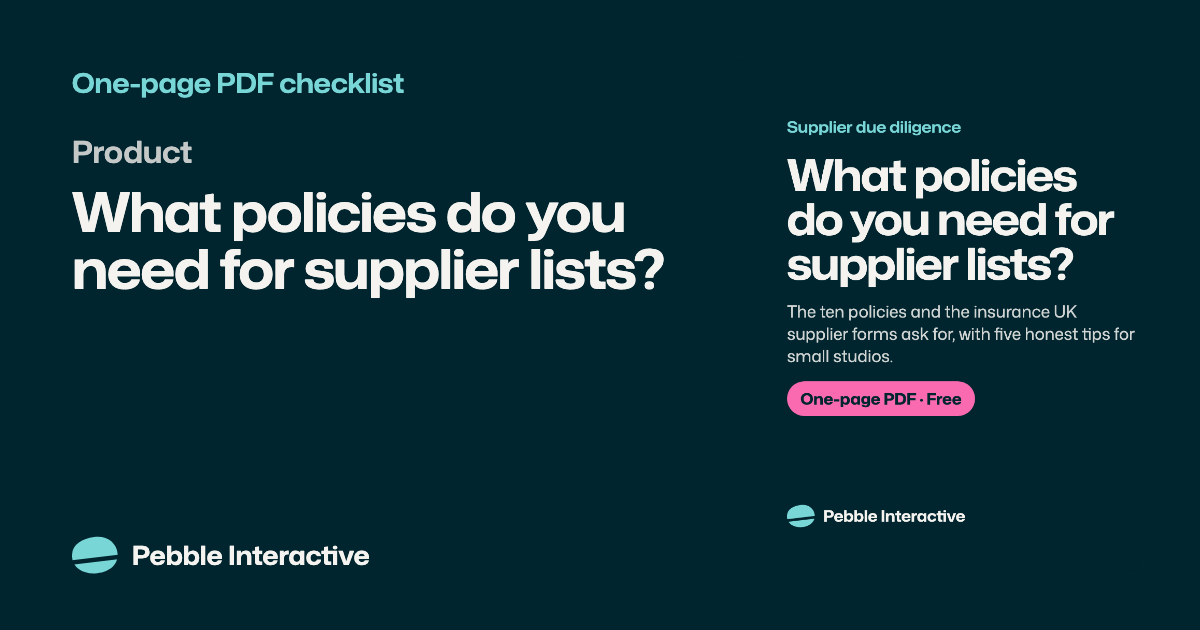 One-page PDF checklist
Product
What policies do you
need for supplier lists?
Pebble Interactive
Supplier due diligence
What policies
do you need for
supplier lists?
The ten policies and the insurance UK
supplier forms ask for, with five honest tips for
small studios.
One-page PDF · Free
Pebble Interactive